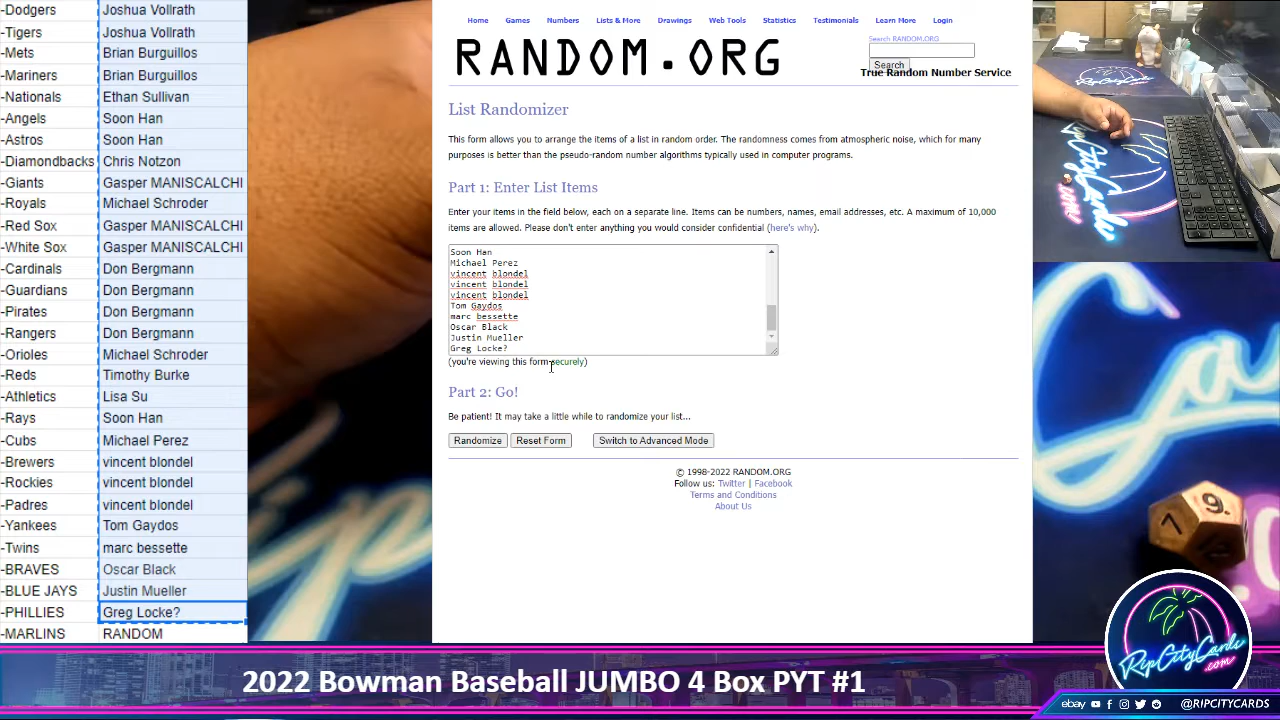 -Dodgers Joshua Vollrath
-Tigers Joshua Vollrath
-Mets Brian Burguillos
-Mariners Brian Burguillos
-Nationals Ethan Sullivan
-Angels Soon Han
-Astros Soon Han
-Diamondbacks Chris Notzon
-Giants Gasper MANISCALCHI
-Royals Michael Schroder
-Red Sox Gasper MANISCALCHI
-White Sox Gasper MANISCALCHI
-Cardinals Don Bergmann
-Guardians Don Bergmann
-Pirates Don Bergmann
-Rangers Don Bergmann
-Orioles Michael Schroder
-Reds Timothy Burke
-Athletics Lisa Su
-Rays Soon Han
-Cubs Michael Perez
-Brewers vincent blondel
-Rockies vincent blondel
-Padres vincent blondel
-Yankees Tom Gaydos
-Twins marc bessette
-BRAVES Oscar Black
-BLUE JAYS Justin Mueller
-PHILLIES Greg Locke?
-MARLINS RANDOM
Home Games Numbers Lists & More Drawings Web Tools Statistics Testimonials Learn More Login
RANDOM.ORG
Search RANDOM.ORG
Search
True Random Number Service
List Randomizer
This form allows you to arrange the items of a list in random order. The randomness comes from atmospheric noise, which for many
purposes is better than the pseudo-random number algorithms typically used in computer programs.
Part 1: Enter List Items
Enter your items in the field below, each on a separate line. Items can be numbers, names, email addresses, etc. A maximum of 10,000
items are allowed. Please don't enter anything you would consider confidential (here's why).
Soon Han
Michael Perez
vincent blondel
vincent blondel
vincent blondel
Tom Gaydos
marc bessette
Oscar Black
Justin Mueller
Greg Locke?
(you're viewing this form securely)
Part 2: Go!
Be patient! It may take a little while to randomize your list...
Randomize Reset Form Switch to Advanced Mode
© 1998-2022 RANDOM.ORG
Follow us: Twitter | Facebook
Terms and Conditions
About Us
RipCityCards
.com
7 9.
2022 Bowman Baseball JUMBO 4 Box PYT #1
RipCityCards
.com
ebay @RIPCITYCARDS